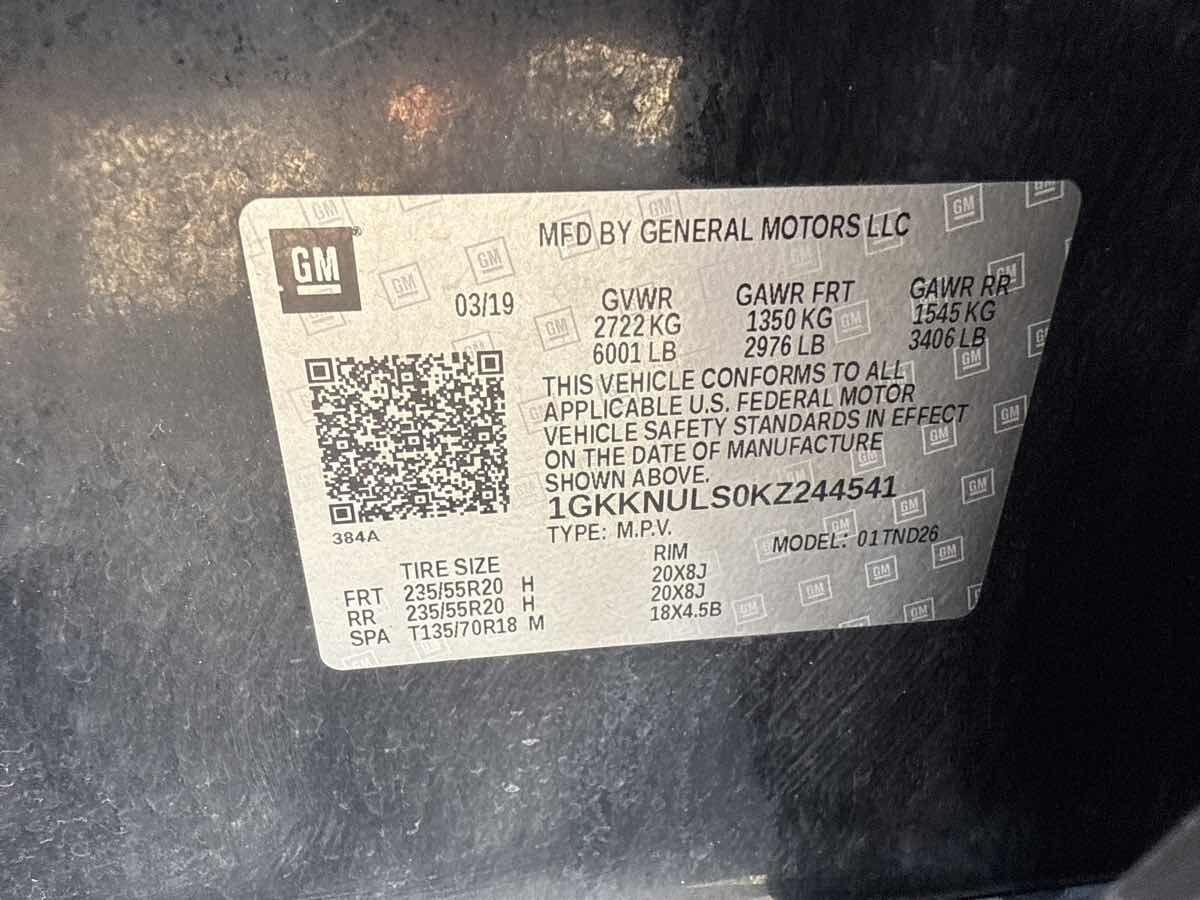 GM
MFD BY GENERAL MOTORS LLC
03/19
GVWR GAWR FRT GAWR RR
2722 KG 1350 KG 1545 KG
6001 LB 2976 LB 3406 LB
THIS VEHICLE CONFORMS TO ALL
APPLICABLE U.S. FEDERAL MOTOR
VEHICLE SAFETY STANDARDS IN EFFECT
ON THE DATE OF MANUFACTURE
SHOWN ABOVE.
1GKKNULS0KZ244541
TYPE: M.P.V. MODEL: 01TND26
384A
TIRE SIZE RIM
FRT 235/55R20 H 20X8J
RR 235/55R20 H 20X8J
SPA T135/70R18 M 18X4.5B